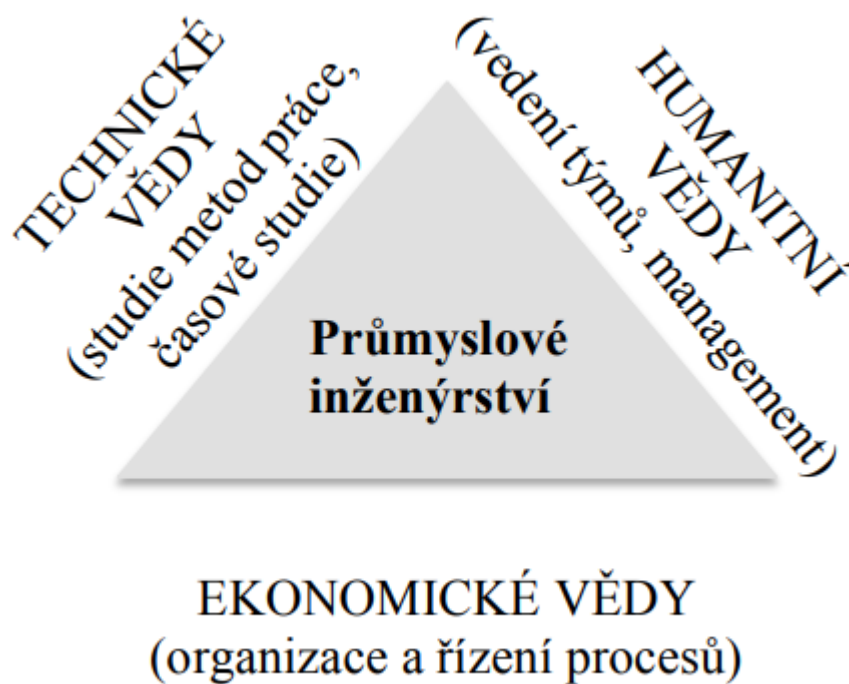 TECHNICKÉ
VĚDY
(studie metod práce,
časové studie)
HUMANITNÍ
VĚDY
(vedení týmů, management)
Průmyslové
inženýrství
EKONOMICKÉ VĚDY
(organizace a řízení procesů)